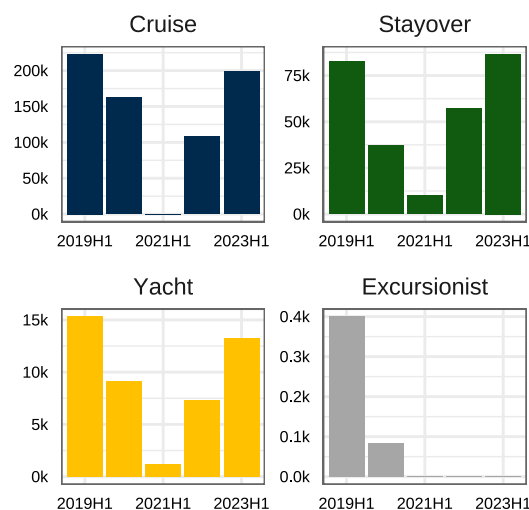 Cruise
200k
150k
100k
50k
0k
2019H1 2021H1 2023H1
Stayover
75k
50k
25k
0k
2019H1 2021H1 2023H1
Yacht
15k
10k
5k
0k
2019H1 2021H1 2023H1
Excursionist
0.4k
0.3k
0.2k
0.1k
0.0k
2019H1 2021H1 2023H1